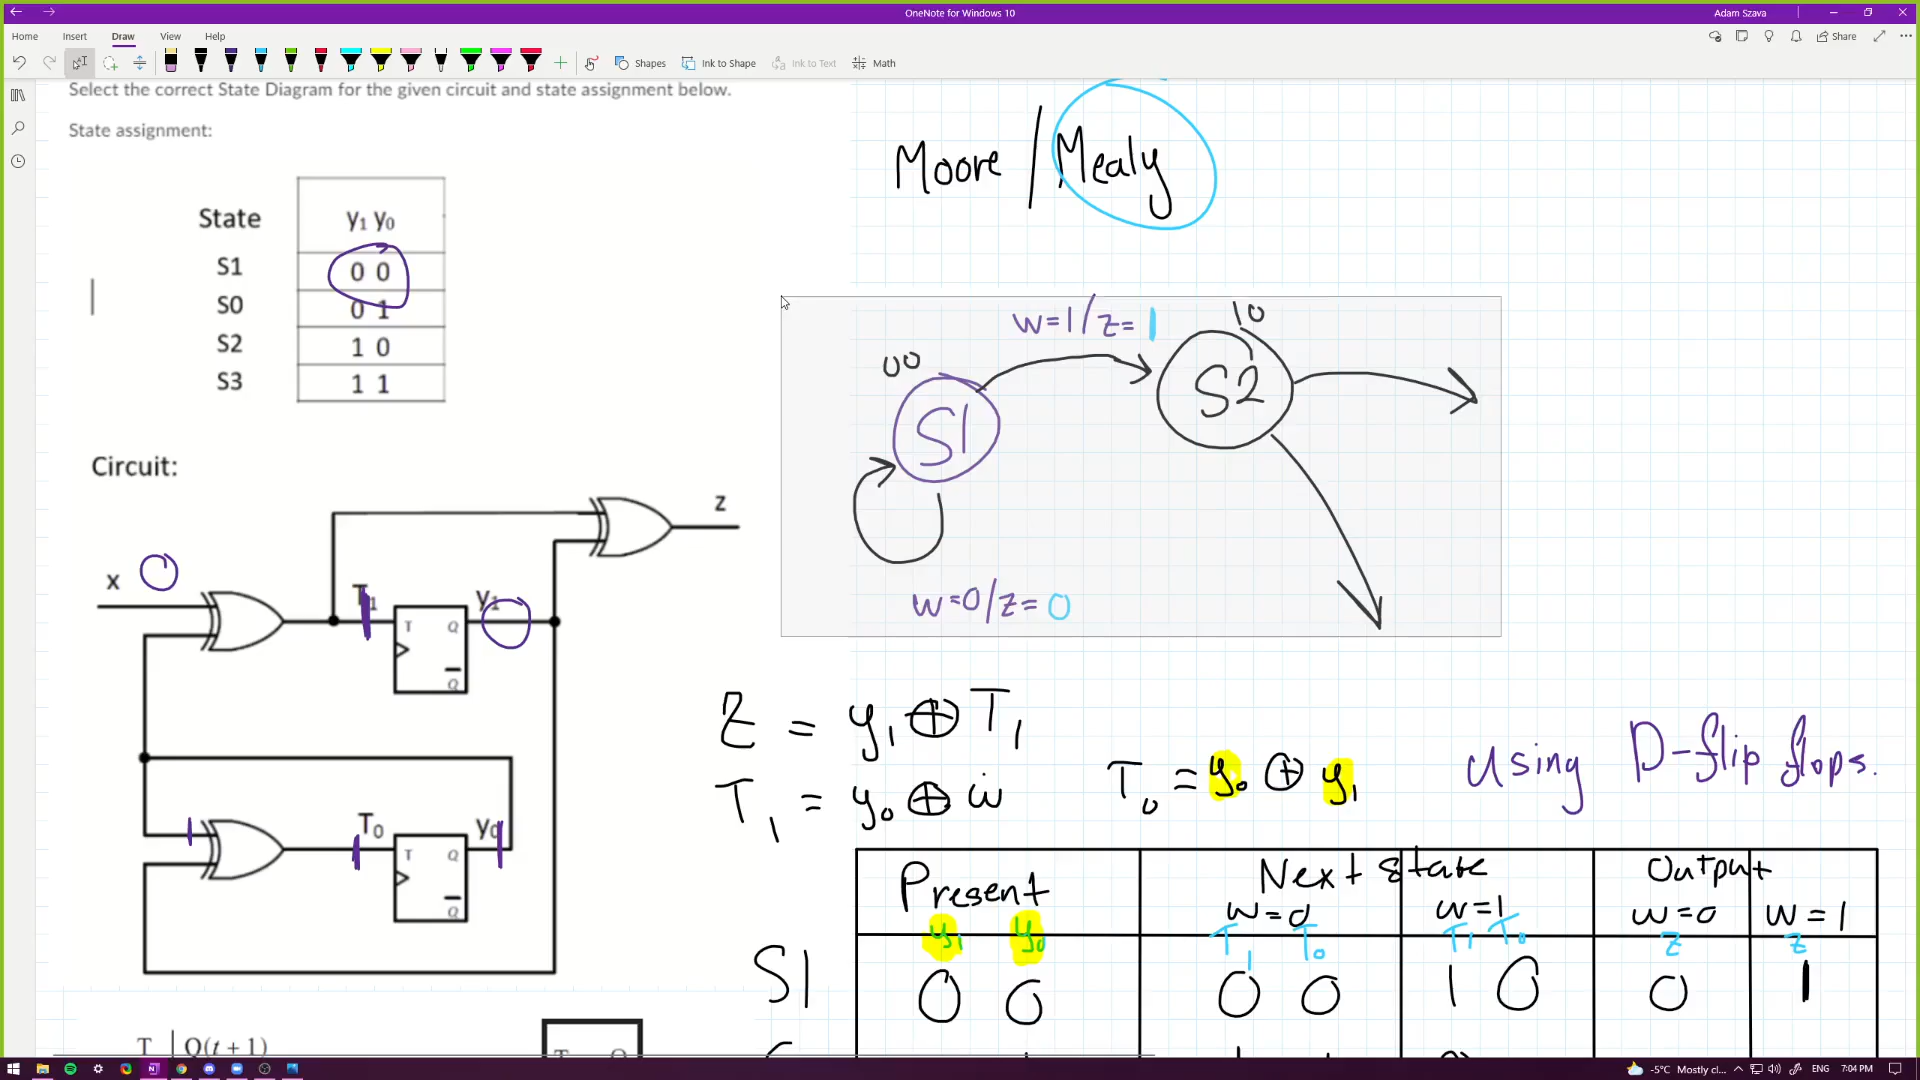 OneNote for Windows 10
Adam Szava
Home Insert Draw View Help
Share
Shapes Ink to Shape Ink to Text Math
Select the correct State Diagram for the given circuit and state assignment below.
State assignment:
State y₁ y₀
S1 0 0
S0 0 1
S2 1 0
S3 1 1
Circuit:
x 0
z
T₁ y₁
T Q
Q
T₀ y₀
T Q
Q
T Q(t + 1)
Moore / Mealy
w=1/z= 1
00
10
S1
S2
w=0/z= 0
Z = y₁ ⊕ T₁
T₁ = y₀ ⊕ w
T₀ = y₀ ⊕ y₁
Using D-flip flops.
Present Next state Output
w=0 w=1 w=0 w=1
y₁ y₀ T₁ T₀ T₁ T₀ z z
S1 0 0 0 0 1 0 0 1
-5°C Mostly cl... ENG 7:04 PM